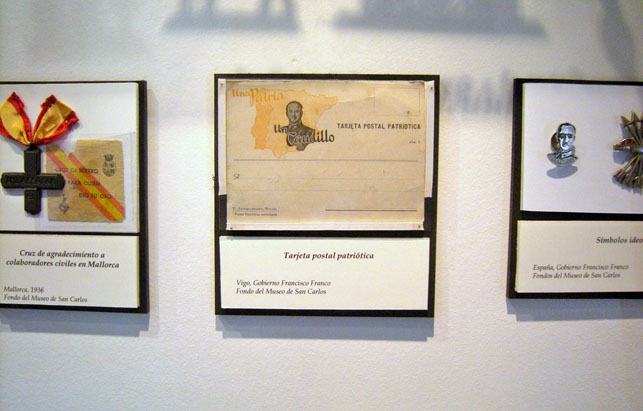 Cruz de agradecimiento a
colaboradores civiles en Mallorca
Mallorca, 1936
Fondo del Museo de San Carlos
Una
Patria
Un
Caudillo
TARJETA POSTAL PATRIÓTICA
Sr.
Tarjeta postal patriótica
Vigo, Gobierno Francisco Franco
Fondo del Museo de San Carlos
Símbolos
España, Gobierno Francisco Franco
Fondos del Museo de San Carlos